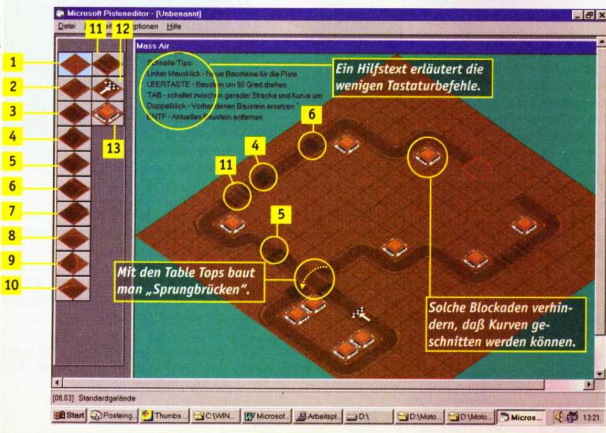 Microsoft Pisteneditor - [Unbenannt]
Datei
Hilfe
11
12
Mass Air
1
2
3
4
5
6
7
8
9
10
13
Schnelle Tips:
Linker Mausklick - Neue Bausteine für die Piste
LEERTASTE - Baustein um 90 Grad drehen
TAB - schaltet zwischen gerader Strecke und Kurve um
Doppelklick - Vorhandenen Baustein ersetzen
ENTF - Aktuellen Baustein entfernen
Ein Hilfstext erläutert die
wenigen Tastaturbefehle.
6
4
11
5
Mit den Table Tops baut
man „Sprungbrücken“.
Solche Blockaden verhin-
dern, daß Kurven ge-
schnitten werden können.
[08,03] Standardgelände
Start
Posteing...
Thumbs...
C:\WIN...
Microsof...
Arbeitspl...
D:\
D:\Moto...
D:\Moto...
Micros...
13:21